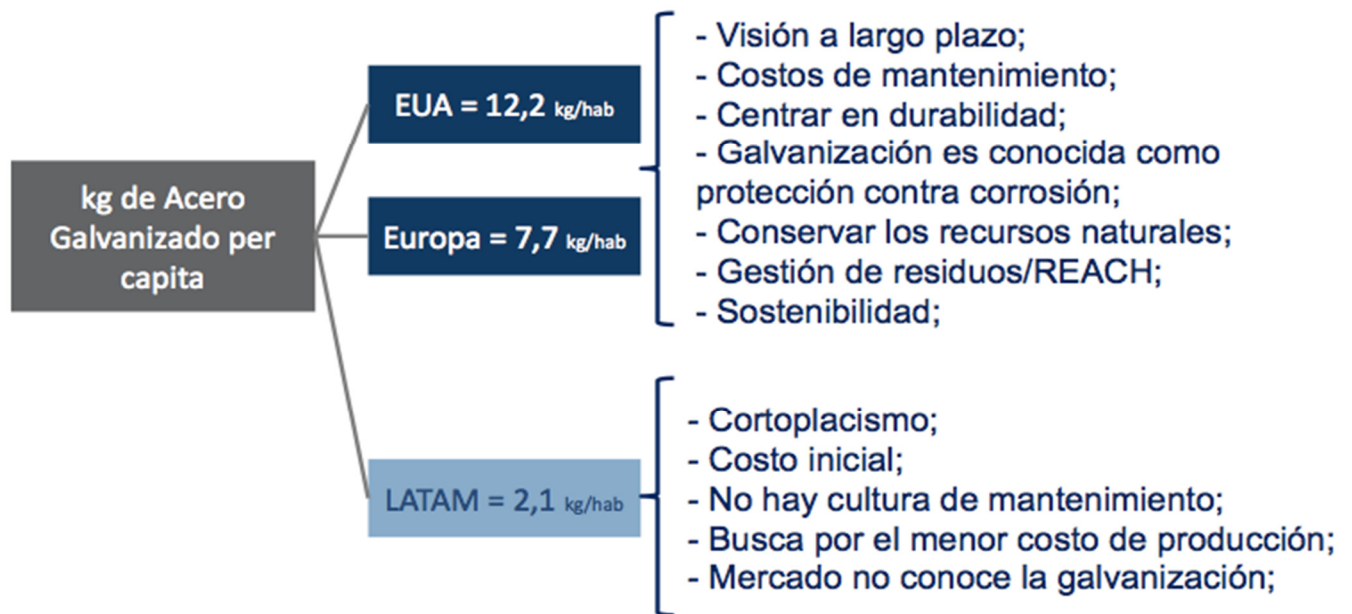 kg de Acero
Galvanizado per
capita
EUA = 12,2 kg/hab
Europa = 7,7 kg/hab
LATAM = 2,1 kg/hab
- Visión a largo plazo;
- Costos de mantenimiento;
- Centrar en durabilidad;
- Galvanización es conocida como
protección contra corrosión;
- Conservar los recursos naturales;
- Gestión de residuos/REACH;
- Sostenibilidad;
- Cortoplacismo;
- Costo inicial;
- No hay cultura de mantenimiento;
- Busca por el menor costo de producción;
- Mercado no conoce la galvanización;